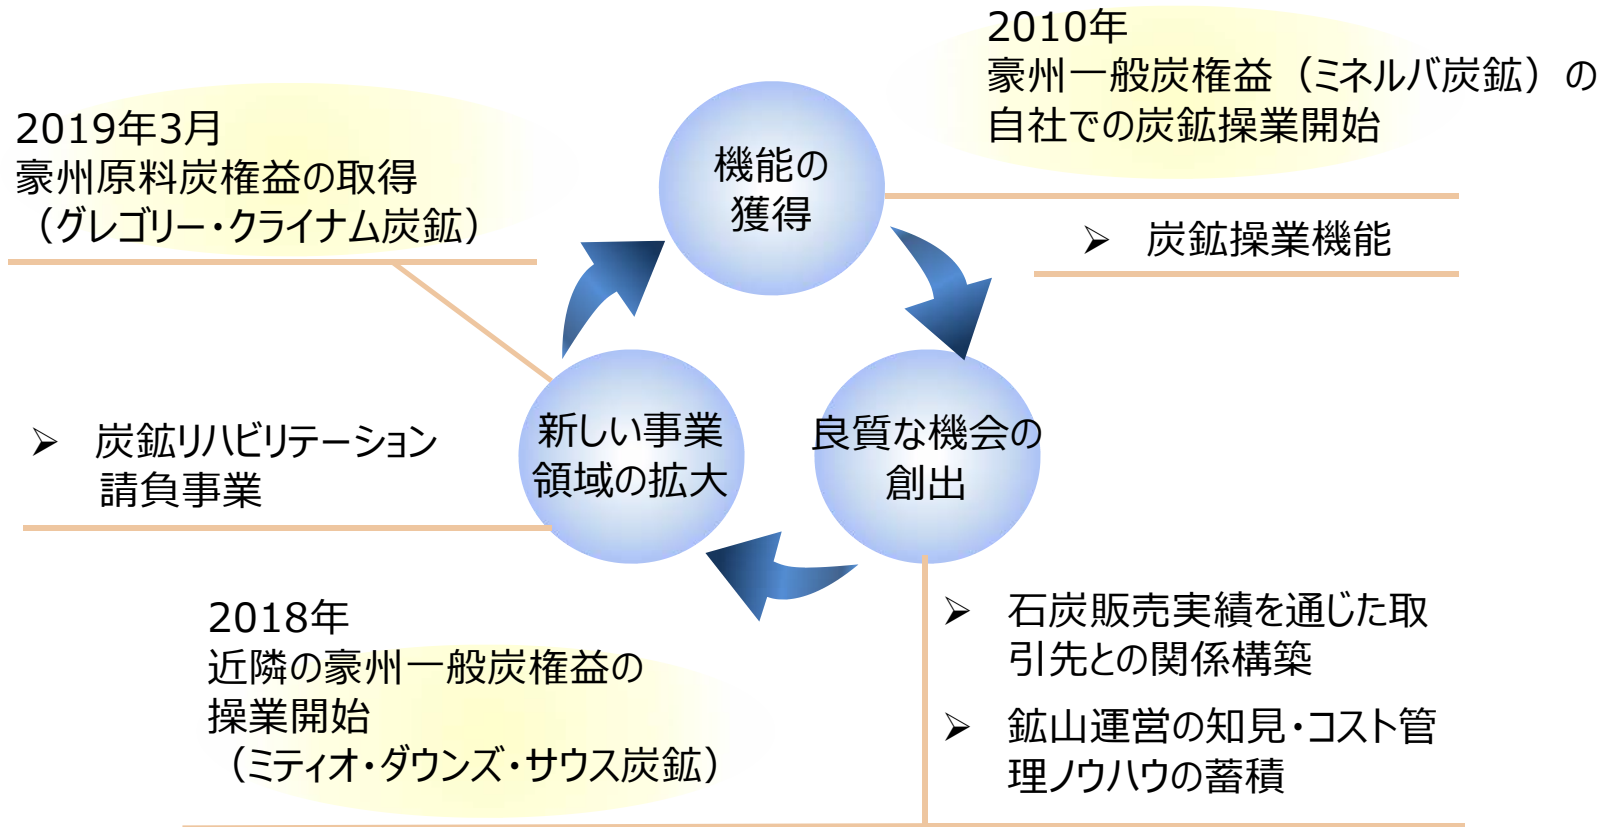 2010年
豪州一般炭権益（ミネルバ炭鉱）の
自社での炭鉱操業開始
➢ 炭鉱操業機能
2019年3月
豪州原料炭権益の取得
（グレゴリー・クライナム炭鉱）
機能の
獲得
新しい事業
領域の拡大
良質な機会の
創出
➢ 炭鉱リハビリテーション
請負事業
2018年
近隣の豪州一般炭権益の
操業開始
（ミティオ・ダウンズ・サウス炭鉱）
➢ 石炭販売実績を通じた取
引先との関係構築
➢ 鉱山運営の知見・コスト管
理ノウハウの蓄積